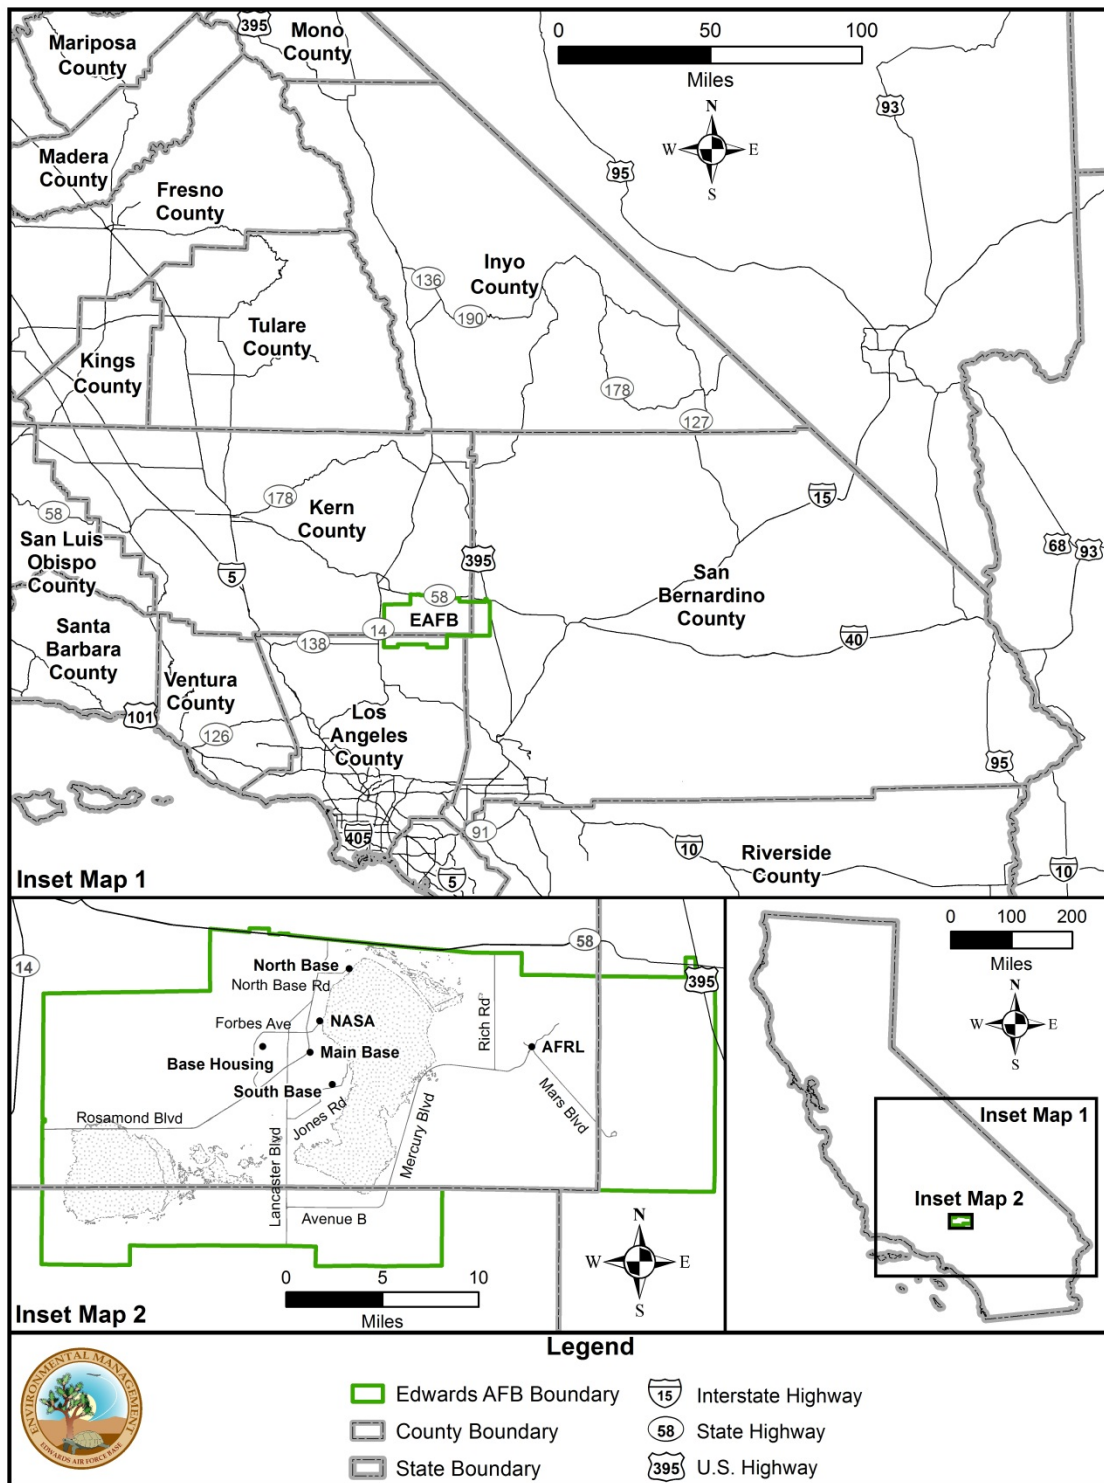 395
Mono
County
Mariposa
County
0 50 100
Miles
N
W E
S
93
95
Madera
County
Fresno
County
Inyo
County
136
190
Tulare
County
Kings
County
178
127
178
58
Kern
County
15
San Luis
Obispo
County
5
395
68
93
San
Bernardino
County
58
EAFB
14
138
40
Santa
Barbara
County
Ventura
County
101
126
Los
Angeles
County
95
405
91
5
10
Riverside
County
10
Inset Map 1
14
58
395
North Base
North Base Rd
Forbes Ave
NASA
Rich Rd
Base Housing
Main Base
AFRL
South Base
Jones Rd
Mars Blvd
Rosamond Blvd
Lancaster Blvd
Mercury Blvd
Avenue B
N
W E
S
0 5 10
Miles
Inset Map 2
0 100 200
Miles
N
W E
S
Inset Map 1
Inset Map 2
Legend
ENVIRONMENTAL MANAGEMENT
EDWARDS AIR FORCE BASE
Edwards AFB Boundary
County Boundary
State Boundary
15 Interstate Highway
58 State Highway
395 U.S. Highway